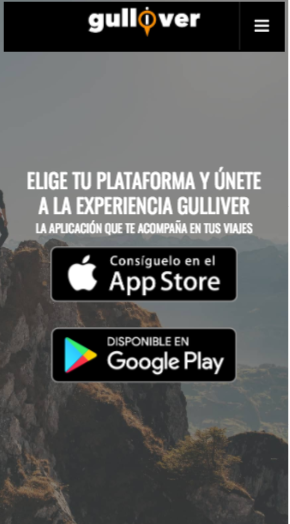 gulliver
ELIGE TU PLATAFORMA Y ÚNETE
A LA EXPERIENCIA GULLIVER
LA APLICACIÓN QUE TE ACOMPAÑA EN TUS VIAJES
Consíguelo en el
App Store
DISPONIBLE EN
Google Play